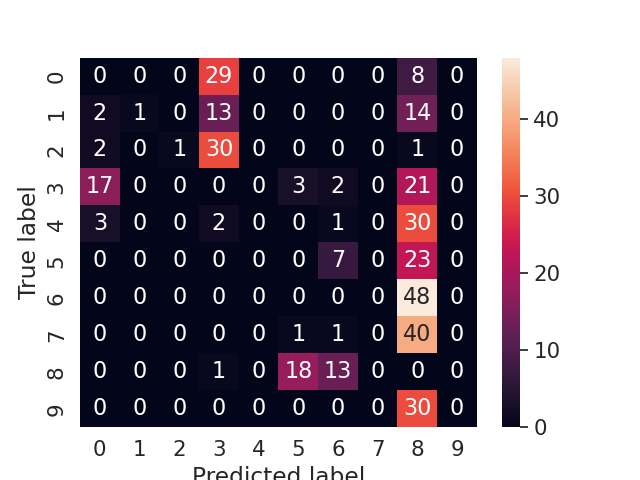 0 0 0 0 29 0 0 0 0 8 0
1 2 1 0 13 0 0 0 0 14 0
2 2 0 1 30 0 0 0 0 1 0
3 17 0 0 0 0 3 2 0 21 0
4 3 0 0 2 0 0 1 0 30 0
5 0 0 0 0 0 0 7 0 23 0
6 0 0 0 0 0 0 0 0 48 0
7 0 0 0 0 0 1 1 0 40 0
8 0 0 0 1 0 18 13 0 0 0
9 0 0 0 0 0 0 0 0 30 0
0 1 2 3 4 5 6 7 8 9
Predicted label
True label
40
30
20
10
0